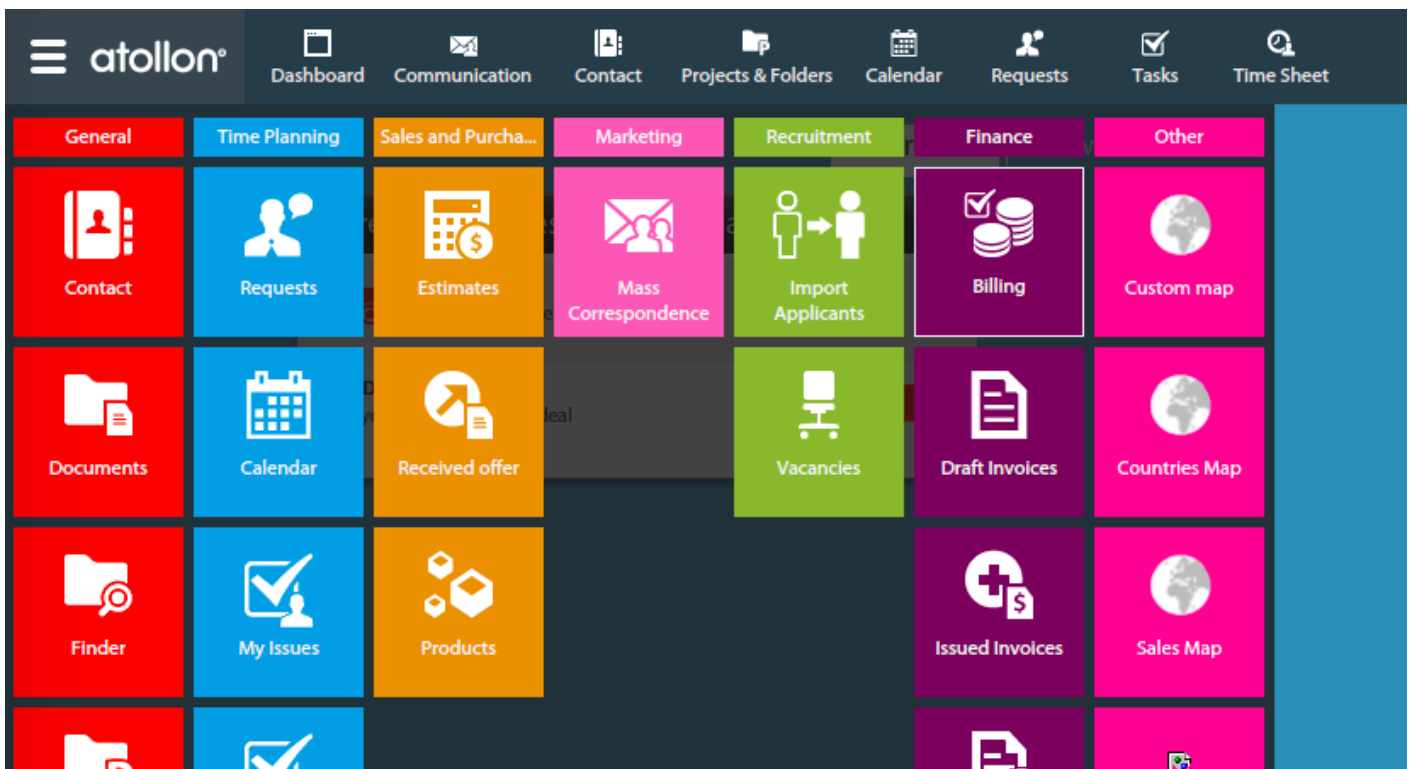 atollon
Dashboard
Communication
Contact
Projects & Folders
Calendar
Requests
Tasks
Time Sheet
General
Time Planning
Sales and Purcha...
Marketing
Recruitment
Finance
Other
Contact
Requests
Estimates
Mass
Correspondence
Import
Applicants
Billing
Custom map
Documents
Calendar
Received offer
deal
Vacancies
Draft Invoices
Countries Map
Finder
My Issues
Products
Issued Invoices
Sales Map